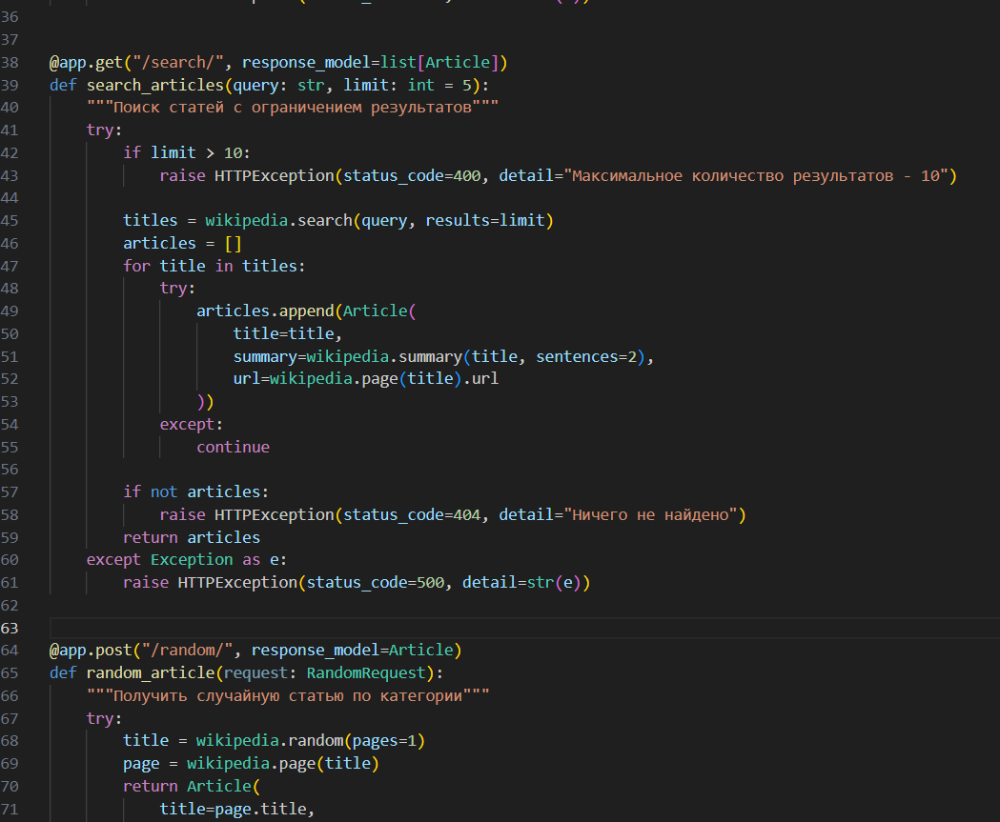 36
37
38 @app.get("/search/", response_model=list[Article])
39 def search_articles(query: str, limit: int = 5):
40     """Поиск статей с ограничением результатов"""
41     try:
42         if limit > 10:
43             raise HTTPException(status_code=400, detail="Максимальное количество результатов - 10")
44
45         titles = wikipedia.search(query, results=limit)
46         articles = []
47         for title in titles:
48             try:
49                 articles.append(Article(
50                     title=title,
51                     summary=wikipedia.summary(title, sentences=2),
52                     url=wikipedia.page(title).url
53                 ))
54             except:
55                 continue
56
57         if not articles:
58             raise HTTPException(status_code=404, detail="Ничего не найдено")
59         return articles
60     except Exception as e:
61         raise HTTPException(status_code=500, detail=str(e))
62
63
64 @app.post("/random/", response_model=Article)
65 def random_article(request: RandomRequest):
66     """Получить случайную статью по категории"""
67     try:
68         title = wikipedia.random(pages=1)
69         page = wikipedia.page(title)
70         return Article(
71             title=page.title,